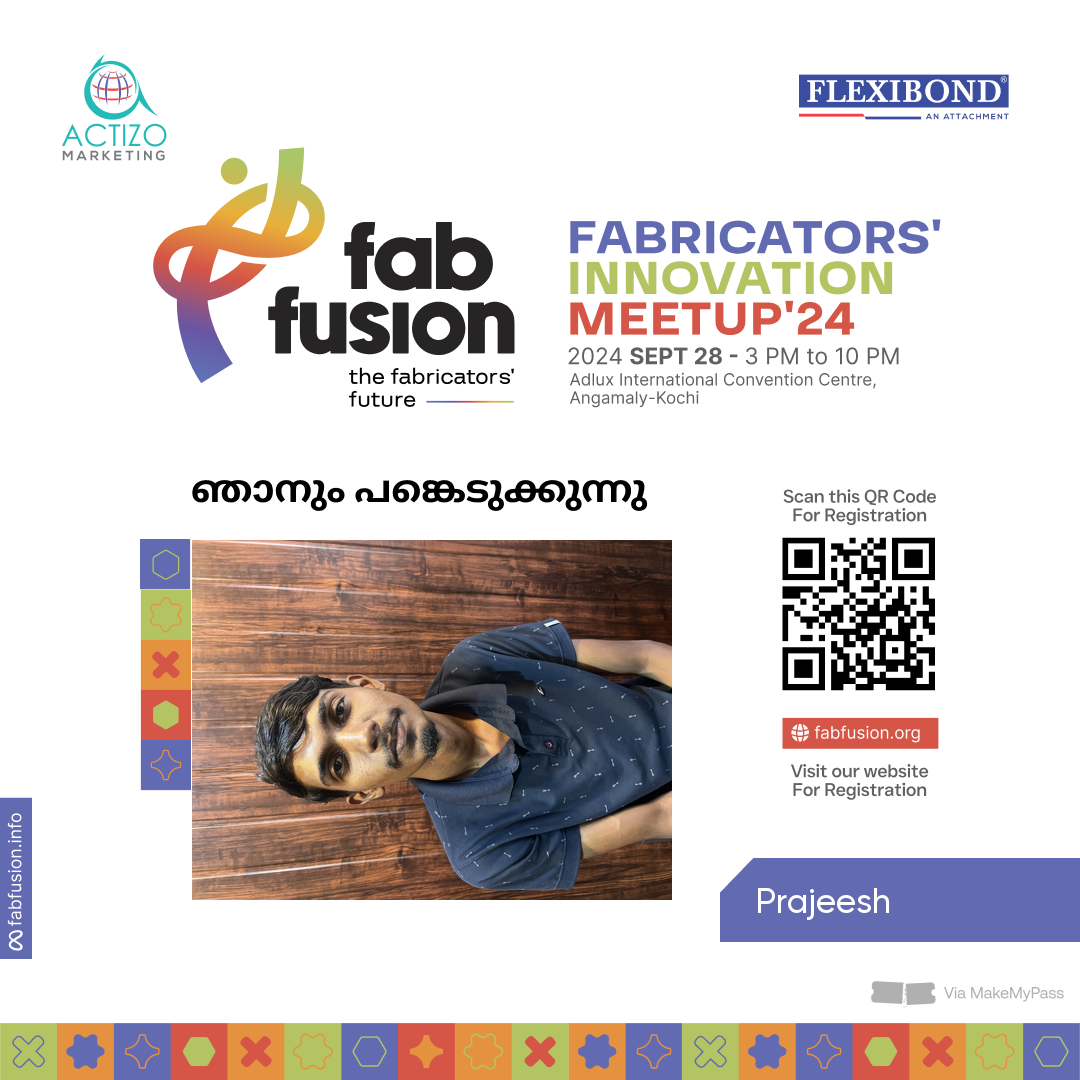 ACTIZO
MARKETING
FLEXIBOND®
AN ATTACHMENT
fab
fusion
the fabricators'
future
FABRICATORS'
INNOVATION
MEETUP'24
2024 SEPT 28 - 3 PM to 10 PM
Adlux International Convention Centre,
Angamaly-Kochi
ഞാനും പങ്കെടുക്കുന്നു
Scan this QR Code
For Registration
fabfusion.org
Visit our website
For Registration
fabfusion.info
Prajeesh
Via MakeMyPass